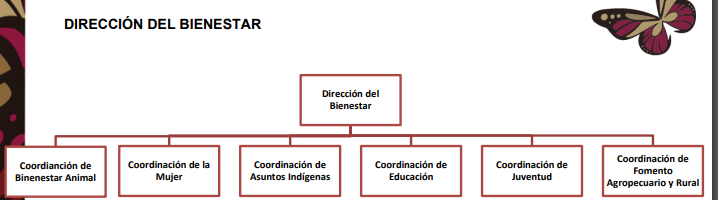 DIRECCIÓN DEL BIENESTAR
Dirección del
Bienestar
Coordianción de
Binenestar Animal
Coordinación de la
Mujer
Coordinación de
Asuntos Indígenas
Coordinación de
Educación
Coordinación de
Juventud
Coordinación de
Fomento
Agropecuario y Rural